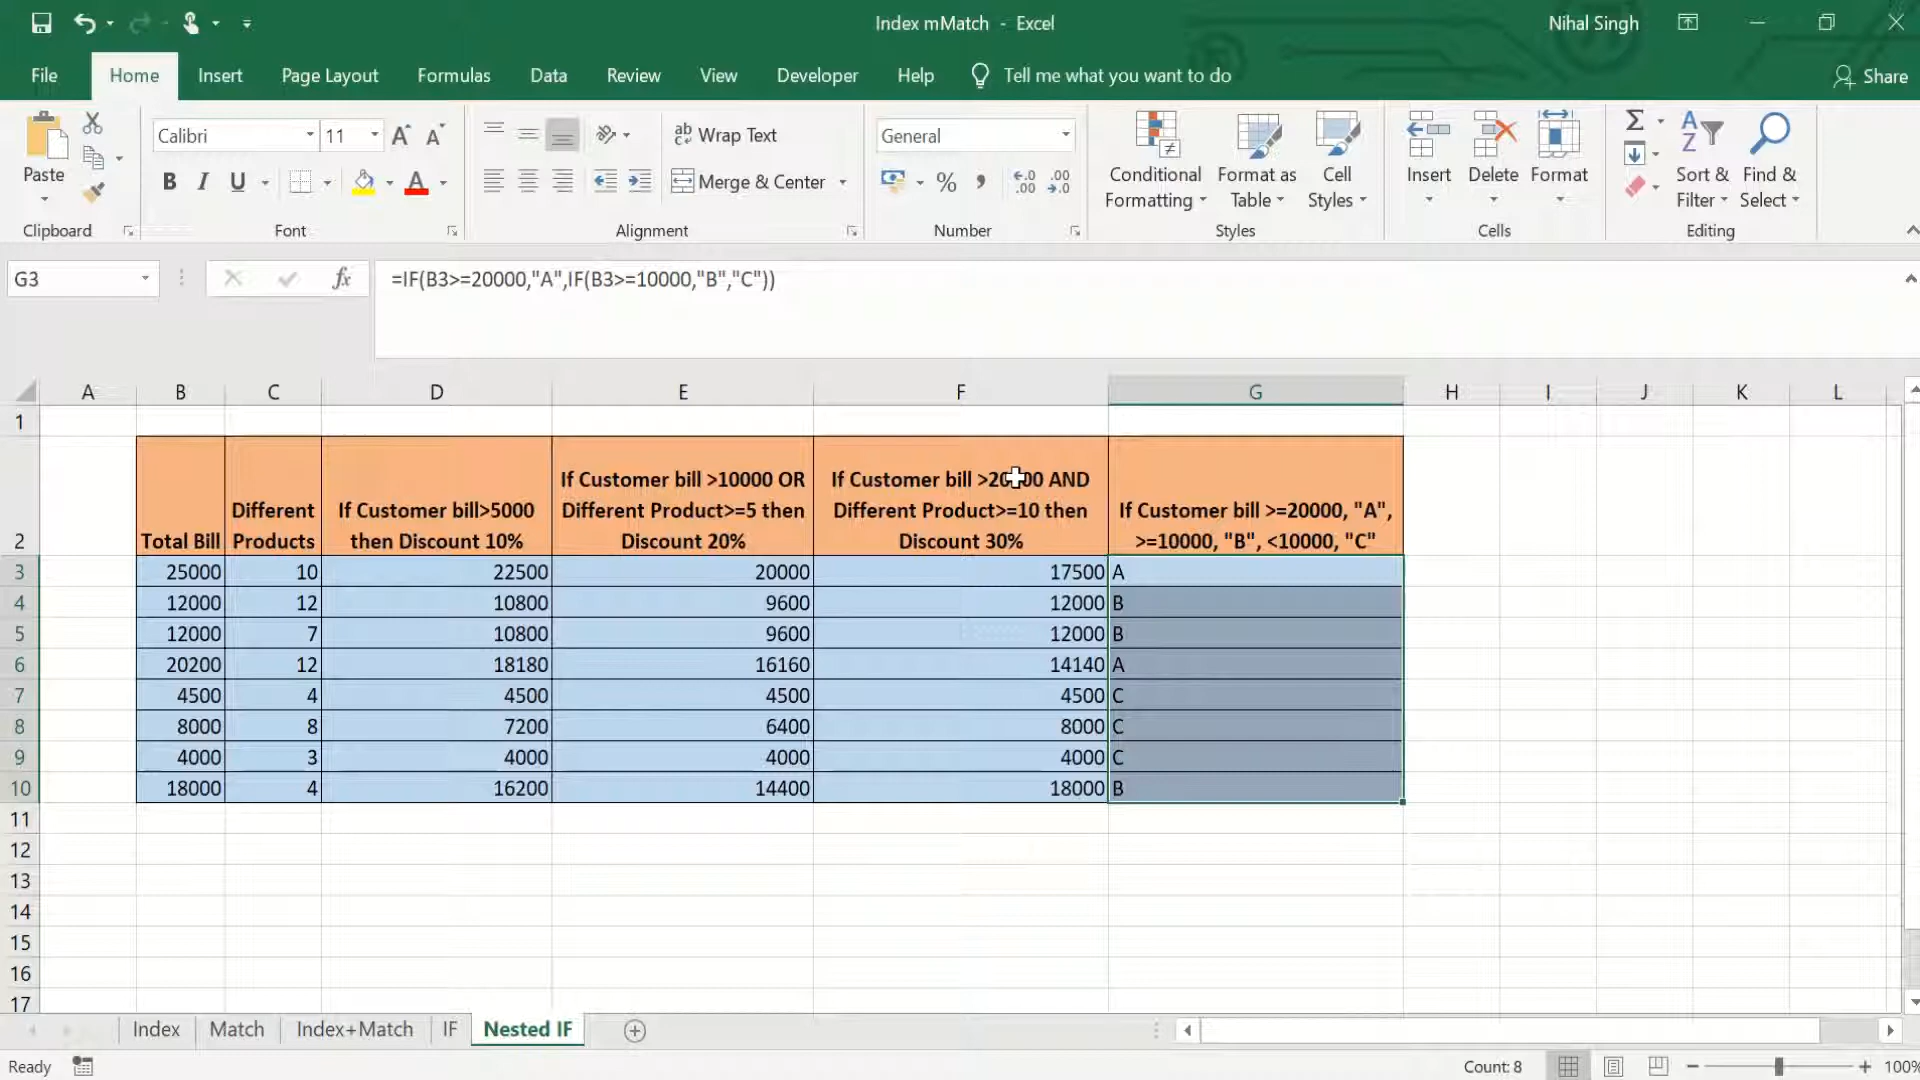 Index mMatch - Excel
Nihal Singh
File Home Insert Page Layout Formulas Data Review View Developer Help Tell me what you want to do Share
Paste
Clipboard
Calibri 11
B I U
Font
Wrap Text
Merge & Center
Alignment
General
Number
Conditional Formatting
Format as Table
Cell Styles
Styles
Insert
Delete
Format
Cells
Sort & Filter
Find & Select
Editing
G3 fx =IF(B3>=20000,"A",IF(B3>=10000,"B","C"))
A B C D E F G H I J K L
1
2
Total Bill
Different
Products
If Customer bill>5000
then Discount 10%
If Customer bill >10000 OR
Different Product>=5 then
Discount 20%
If Customer bill >20000 AND
Different Product>=10 then
Discount 30%
If Customer bill >=20000, "A",
>=10000, "B", <10000, "C"
3 25000 10 22500 20000 17500 A
4 12000 12 10800 9600 12000 B
5 12000 7 10800 9600 12000 B
6 20200 12 18180 16160 14140 A
7 4500 4 4500 4500 4500 C
8 8000 8 7200 6400 8000 C
9 4000 3 4000 4000 4000 C
10 18000 4 16200 14400 18000 B
11
12
13
14
15
16
17
Index Match Index+Match IF Nested IF
Ready
Count: 8
100%